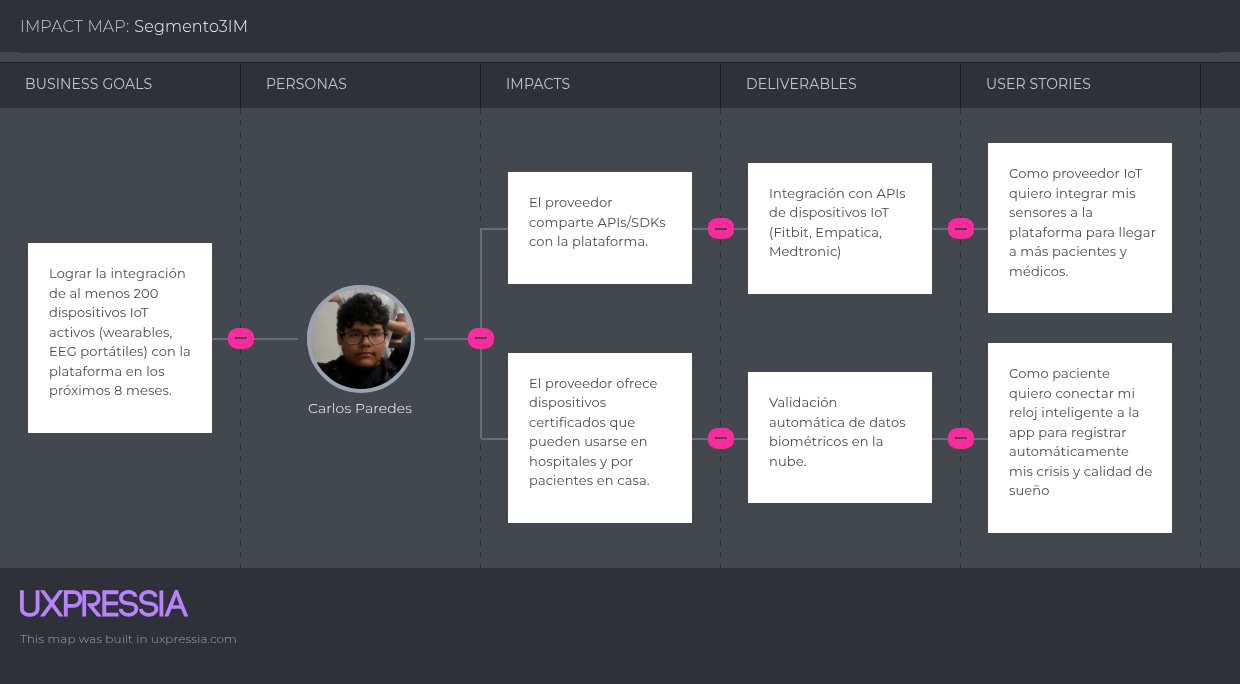 IMPACT MAP: Segmento3IM
BUSINESS GOALS
PERSONAS
IMPACTS
DELIVERABLES
USER STORIES
Lograr la integración
de al menos 200
dispositivos IoT
activos (wearables,
EEG portátiles) con la
plataforma en los
próximos 8 meses.
Carlos Paredes
El proveedor
comparte APIs/SDKs
con la plataforma.
Integración con APIs
de dispositivos IoT
(Fitbit, Empatica,
Medtronic)
Como proveedor IoT
quiero integrar mis
sensores a la
plataforma para llegar
a más pacientes y
médicos.
El proveedor ofrece
dispositivos
certificados que
pueden usarse en
hospitales y por
pacientes en casa.
Validación
automática de datos
biométricos en la
nube.
Como paciente
quiero conectar mi
reloj inteligente a la
app para registrar
automáticamente
mis crisis y calidad de
sueño
UXPRESSIA
This map was built in uxpressia.com